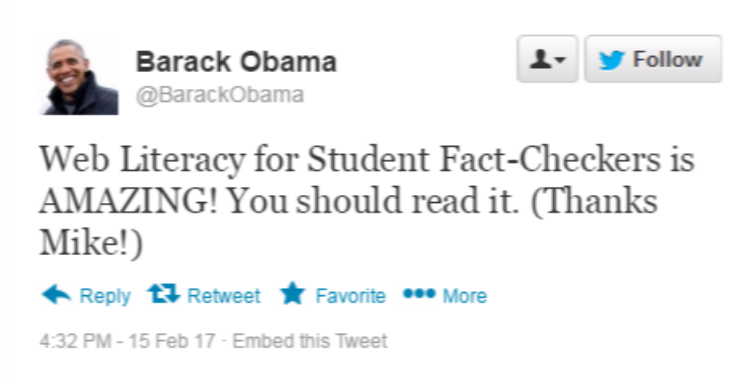 Barack Obama
@BarackObama
Follow
Web Literacy for Student Fact-Checkers is
AMAZING! You should read it. (Thanks
Mike!)
Reply Retweet Favorite More
4:32 PM - 15 Feb 17 · Embed this Tweet